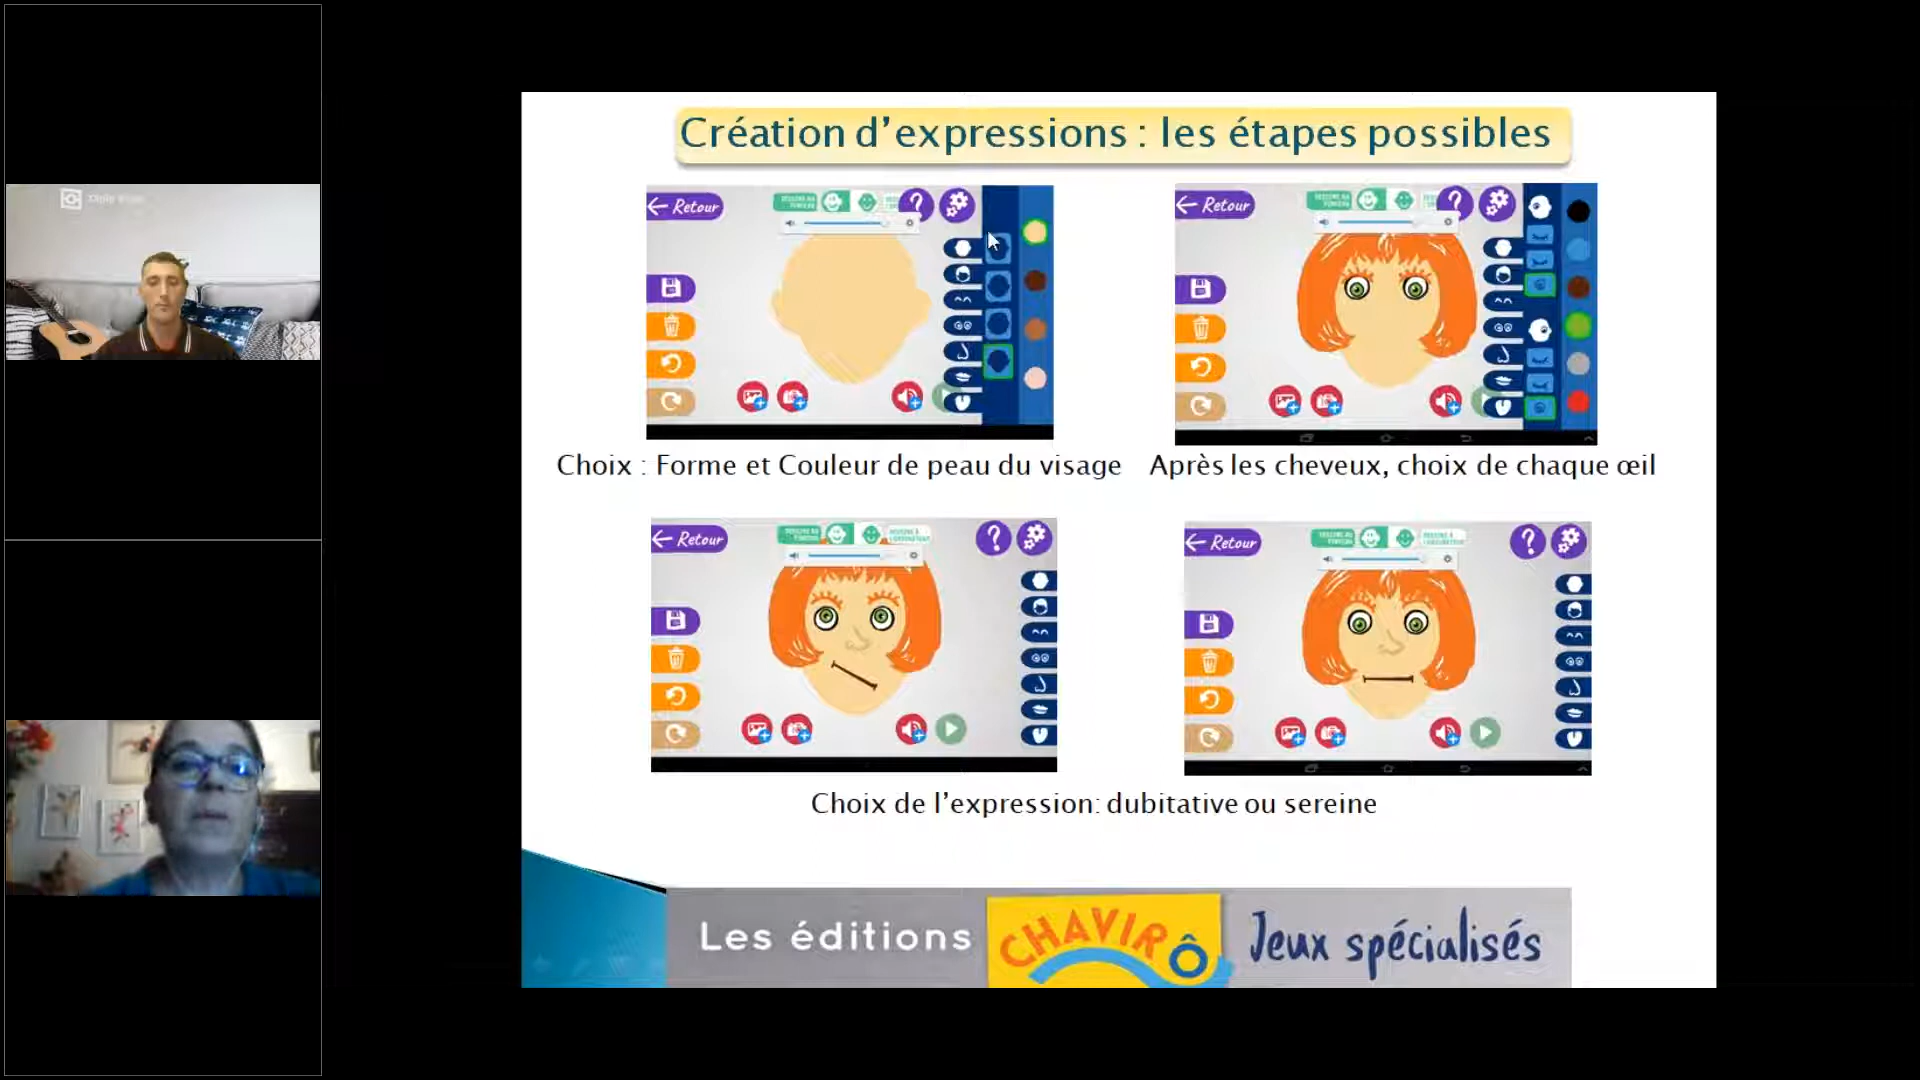 Création d'expressions : les étapes possibles
Retour
Retour
Choix : Forme et Couleur de peau du visage
Après les cheveux, choix de chaque œil
Retour
Retour
Choix de l'expression: dubitative ou sereine
Les éditions
CHAVIRÔ
Jeux spécialisés